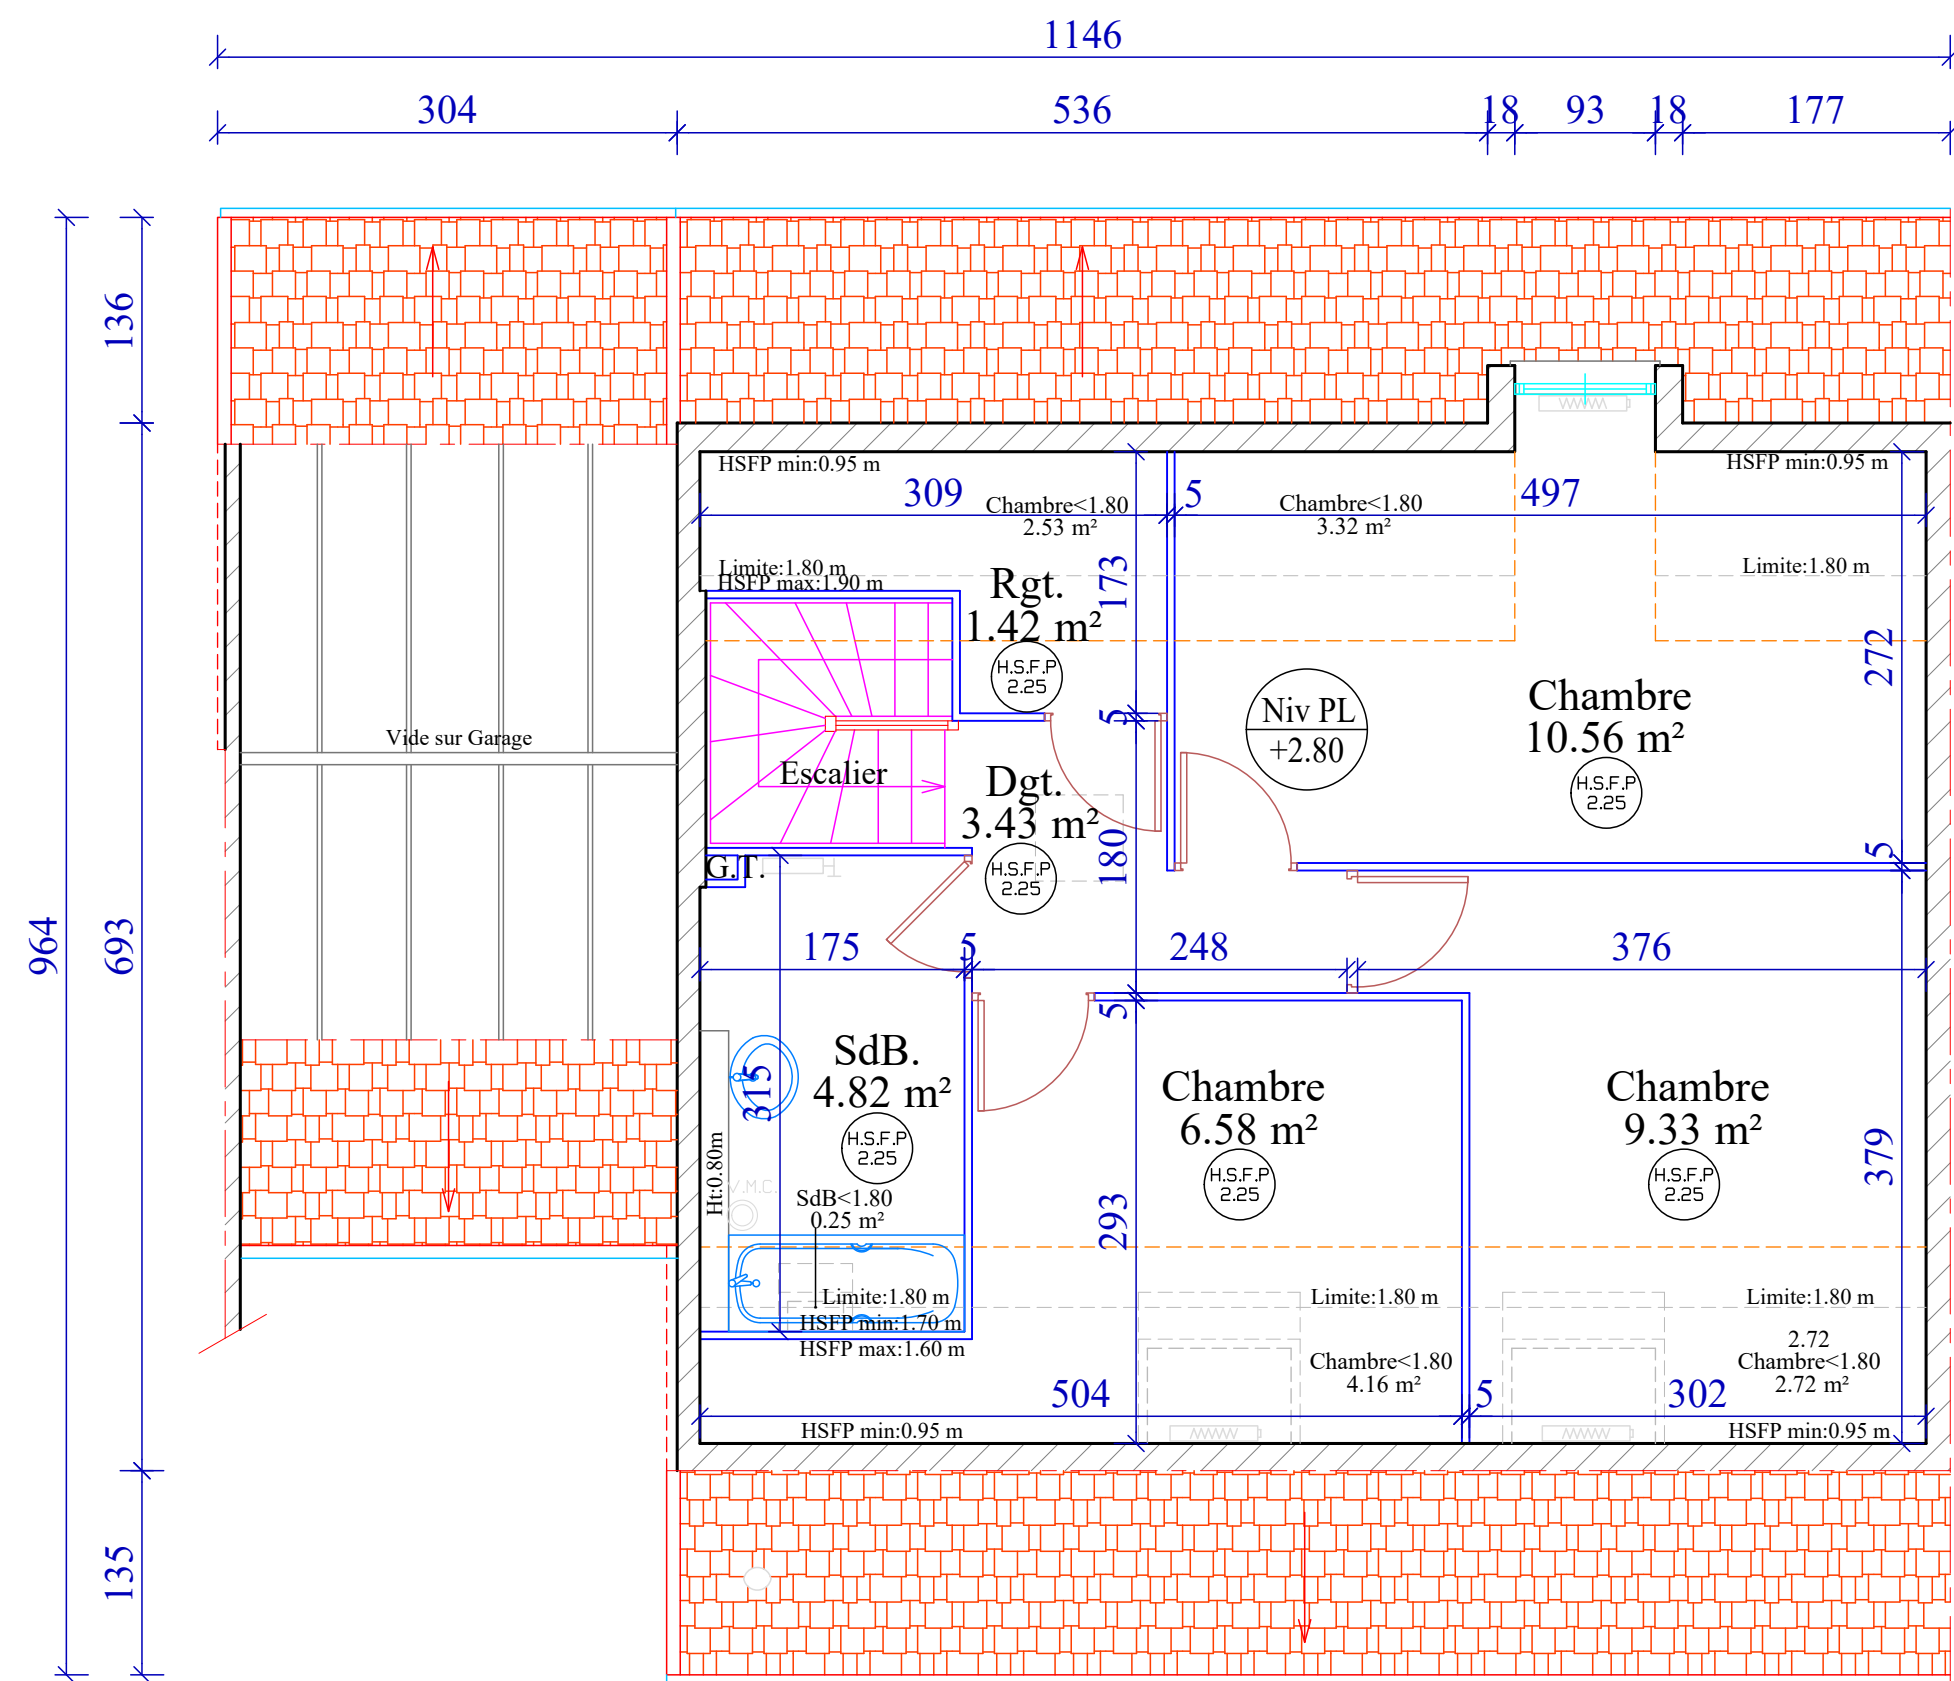 1146
304
536
18
93
18
177
136
964
693
135
HSFP min:0.95 m
HSFP min:0.95 m
309
5
497
Chambre<1.80
2.53 m²
Chambre<1.80
3.32 m²
Limite:1.80 m
HSFP max:1.90 m
Limite:1.80 m
173
Rgt.
1.42 m²
H.S.F.P
2.25
272
Niv PL
+2.80
Chambre
10.56 m²
H.S.F.P
2.25
5
Vide sur Garage
Escalier
Dgt.
3.43 m²
H.S.F.P
2.25
180
5
G.T.
175
5
248
376
5
SdB.
4.82 m²
H.S.F.P
2.25
315
Chambre
6.58 m²
H.S.F.P
2.25
Chambre
9.33 m²
H.S.F.P
2.25
379
293
Ht:0.80m
V.M.C.
SdB<1.80
0.25 m²
Limite:1.80 m
HSFP min:1.70 m
HSFP max:1.60 m
Limite:1.80 m
Limite:1.80 m
2.72
Chambre<1.80
4.16 m²
Chambre<1.80
2.72 m²
504
5
302
HSFP min:0.95 m
HSFP min:0.95 m